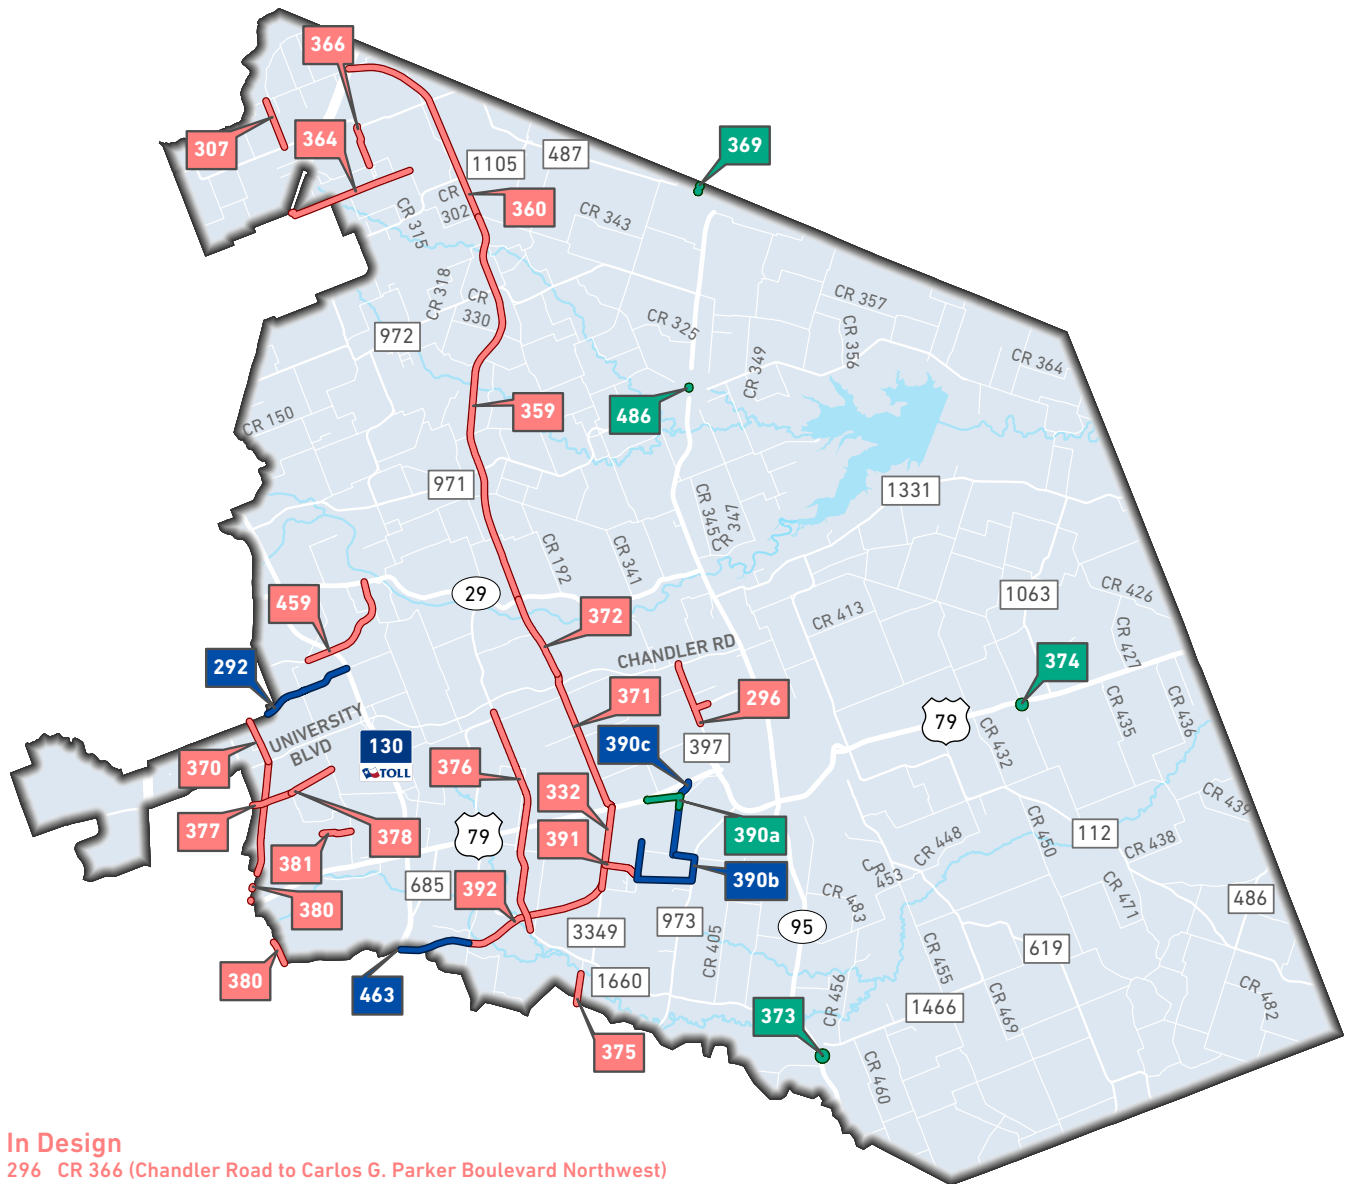 366
307
364
369
1105
487
CR
302
360
CR 343
CR 315
CR 318
CR
330
972
CR 325
CR 357
CR 356
CR 349
CR 364
359
486
CR 150
971
1331
CR 345
CR 347
CR 192
CR 341
29
459
372
1063
CR 426
CR 413
CR 427
292
CHANDLER RD
374
371
296
UNIVERSITY
BLVD
130
TOLL
390c
397
79
CR 432
CR 435
CR 436
370
376
332
377
378
79
391
390a
CR 439
381
112
CR 450
CR 448
CR 438
CR
453
685
392
390b
CR 483
CR 471
486
380
3349
973
CR 405
95
619
CR 455
380
463
1660
CR 456
1466
CR 469
CR 482
373
375
CR 460
In Design
296 CR 366 (Chandler Road to Carlos G. Parker Boulevard Northwest)